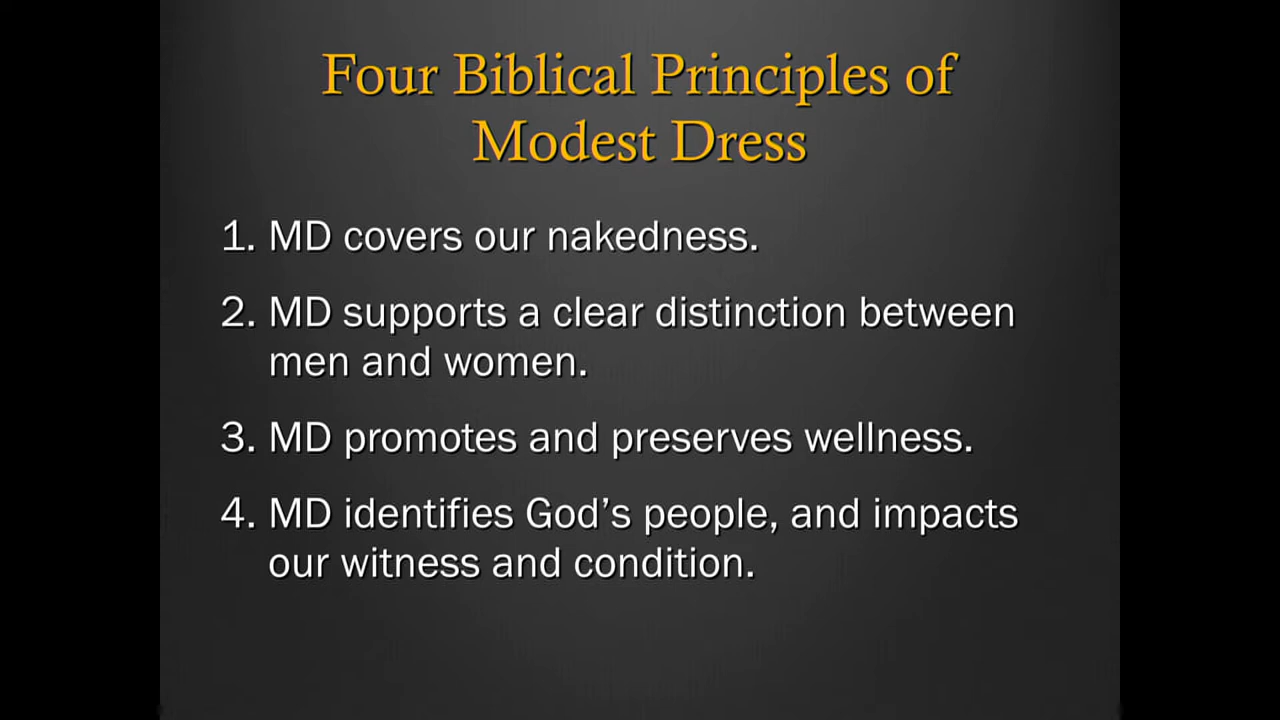 Four Biblical Principles of
Modest Dress
1. MD covers our nakedness.
2. MD supports a clear distinction between
men and women.
3. MD promotes and preserves wellness.
4. MD identifies God’s people, and impacts
our witness and condition.